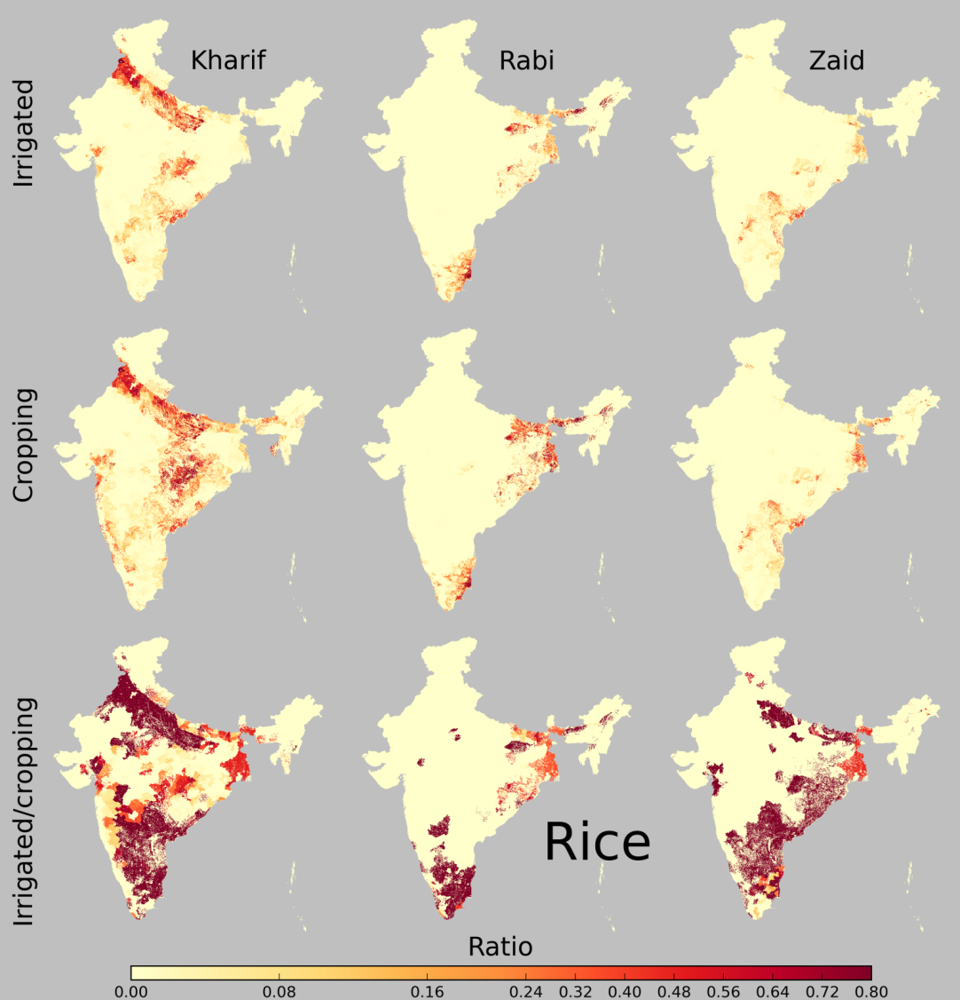 Kharif
Rabi
Zaid
Irrigated
Cropping
Irrigated/cropping
Rice
Ratio
0.00 0.08 0.16 0.24 0.32 0.40 0.48 0.56 0.64 0.72 0.80